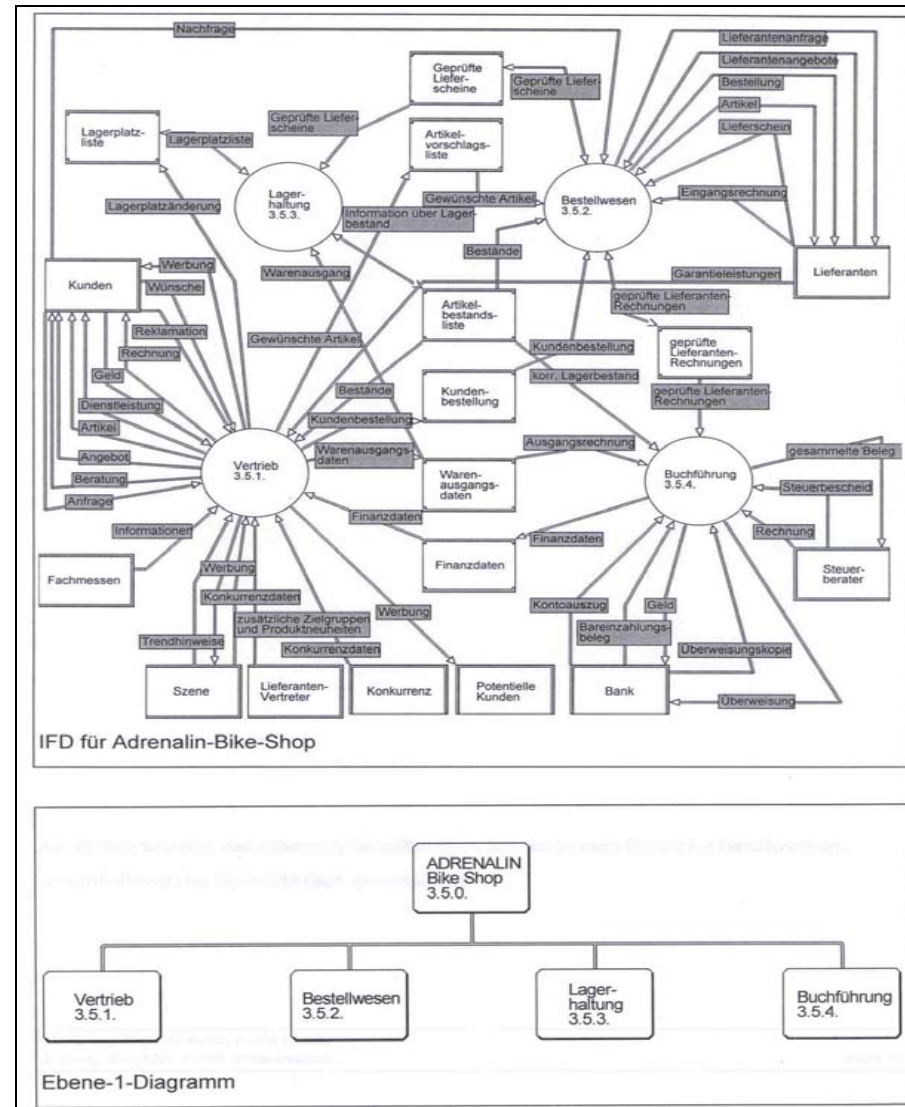 Nachfrage
Lieferantenanfrage
Lieferantenangebote
Bestellung
Artikel
Lieferschein
Eingangsrechnung
Geprüfte
Liefer-
scheine
Geprüfte Liefer-
scheine
Geprüfte Liefer-
scheine
Lagerplatz-
liste
Lagerplatzliste
Artikel-
vorschlags-
liste
Lager-
haltung
3.5.3.
Gewünschte Artikel
Bestellwesen
3.5.2.
Lagerplatzänderung
Information über Lager-
bestand
Kunden
Werbung
Wünsche
Warenausgang
Bestände
Garantieleistungen
Lieferanten
geprüfte Lieferanten-
Rechnungen
Artikel-
bestands-
liste
Reklamation
Rechnung
Gewünschte Artikel
Kundenbestellung
geprüfte
Lieferanten-
Rechnungen
Geld
Bestände
korr. Lagerbestand
Kunden-
bestellung
geprüfte Lieferanten-
Rechnungen
Dienstleistung
Kundenbestellung
Artikel
Angebot
Vertrieb
3.5.1.
Warenausgangs-
daten
Ausgangsrechnung
Waren-
ausgangs-
daten
Buchführung
3.5.4.
gesammelte Beleg
Beratung
Steuerbescheid
Anfrage
Finanzdaten
Informationen
Finanzdaten
Rechnung
Fachmessen
Werbung
Finanzdaten
Steuer-
berater
Konkurrenzdaten
zusätzliche Zielgruppen
und Produktneuheiten
Werbung
Kontoauszug
Geld
Bareinzahlungs-
beleg
Trendhinweise
Konkurrenzdaten
Überweisungskopie
Szene
Lieferanten-
Vertreter
Konkurrenz
Potentielle
Kunden
Bank
Überweisung
IFD für Adrenalin-Bike-Shop
ADRENALIN
Bike Shop
3.5.0.
Vertrieb
3.5.1.
Bestellwesen
3.5.2.
Lager-
haltung
3.5.3.
Buchführung
3.5.4.
Ebene-1-Diagramm